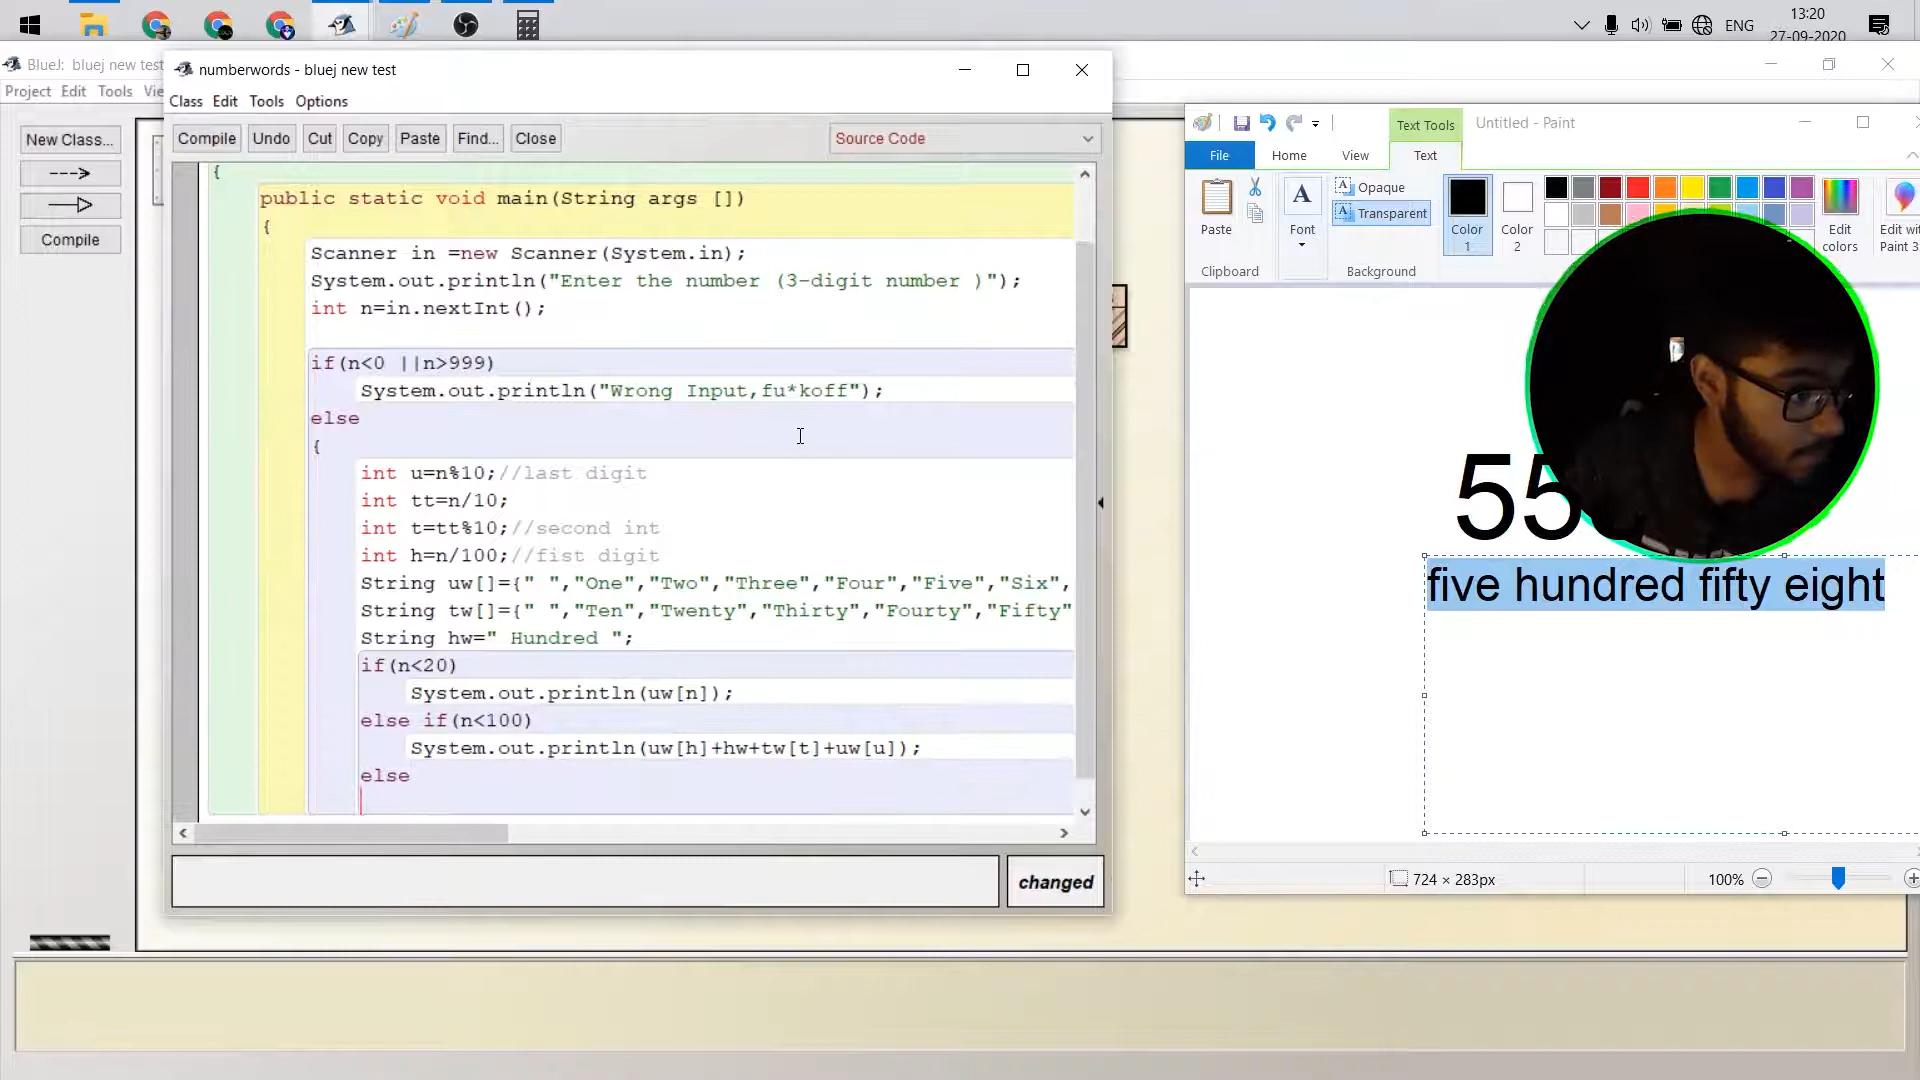 ENG
13:20
27-09-2020
BlueJ: bluej new test
Project Edit Tools
New Class...
Compile
numberwords - bluej new test
Class Edit Tools Options
Compile Undo Cut Copy Paste Find... Close
Source Code
{
public static void main(String args [])
{
Scanner in =new Scanner(System.in);
System.out.println("Enter the number (3-digit number )");
int n=in.nextInt();
if(n<0 ||n>999)
System.out.println("Wrong Input,fu*koff");
else
{
int u=n%10;//last digit
int tt=n/10;
int t=tt%10;//second int
int h=n/100;//fist digit
String uw[]={" ","One","Two","Three","Four","Five","Six",
String tw[]={" ","Ten","Twenty","Thirty","Fourty","Fifty"
String hw=" Hundred ";
if(n<20)
System.out.println(uw[n]);
else if(n<100)
System.out.println(uw[h]+hw+tw[t]+uw[u]);
else
changed
Text Tools
Untitled - Paint
File Home View Text
Paste
Clipboard
A
Font
Opaque
Transparent
Background
Color 1
Color 2
Edit colors
Edit with
Paint 3
55
five hundred fifty eight
724 × 283px
100%